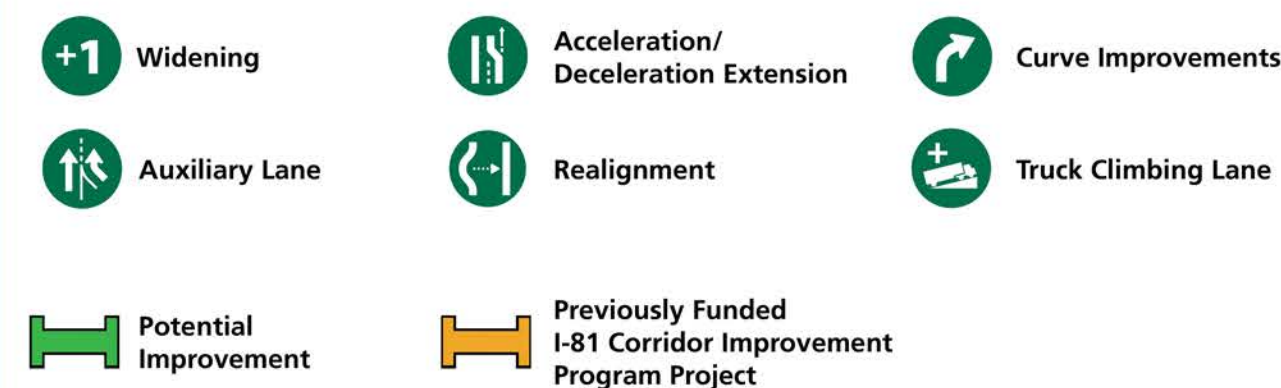 +1 Widening
Acceleration/
Deceleration Extension
Curve Improvements
Auxiliary Lane
Realignment
+ Truck Climbing Lane
Potential
Improvement
Previously Funded
I-81 Corridor Improvement
Program Project